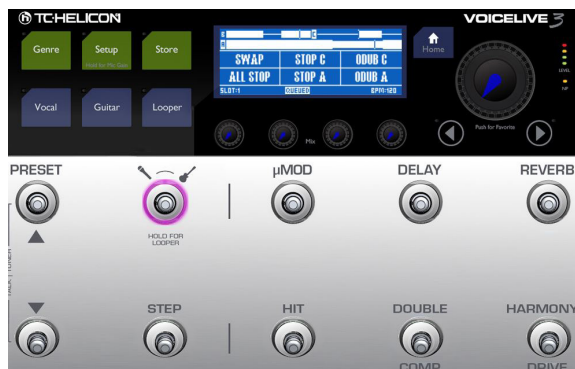 TC·HELICON
VOICELIVE 3
Genre
Setup
Hold for Mix Gate
Store
Home
SWAP STOP C ODUB C
ALL STOP STOP A ODUB A
SLOT:1 QUEUED BPM:120
LEVEL
INP
Vocal
Guitar
Looper
Mix
Push for Favorite
PRESET
µMOD
DELAY
REVERB
HOLD FOR
LOOPER
STEP
HIT
DOUBLE
HARMONY
COMP
DRIVE